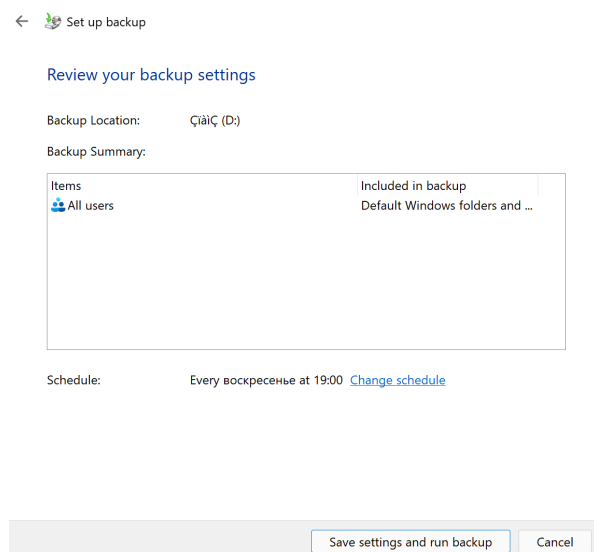 Set up backup
Review your backup settings
Backup Location: ÇïàìÇ (D:)
Backup Summary:
Items Included in backup
All users Default Windows folders and ...
Schedule: Every воскресенье at 19:00 Change schedule
Save settings and run backup Cancel